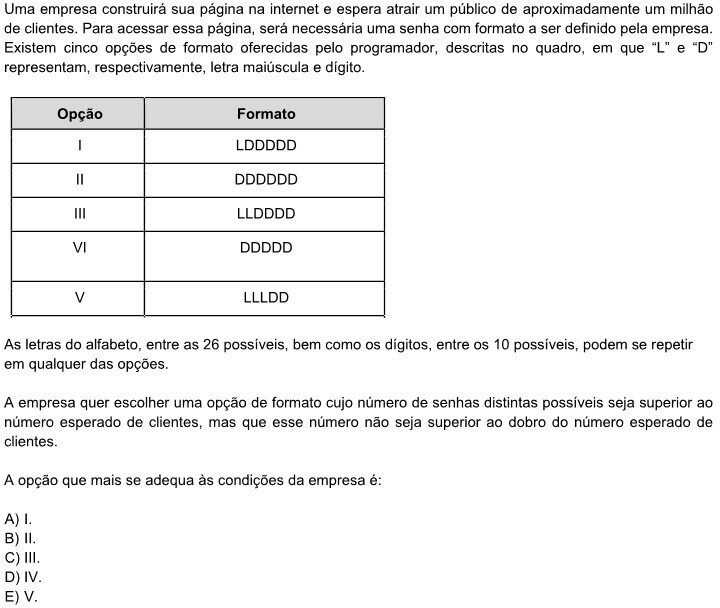 Uma empresa construirá sua página na internet e espera atrair um público de aproximadamente um milhão
de clientes. Para acessar essa página, será necessária uma senha com formato a ser definido pela empresa.
Existem cinco opções de formato oferecidas pelo programador, descritas no quadro, em que “L” e “D”
representam, respectivamente, letra maiúscula e dígito.
Opção Formato
I LDDDDD
II DDDDDD
III LLDDDD
VI DDDDD
V LLLDD
As letras do alfabeto, entre as 26 possíveis, bem como os dígitos, entre os 10 possíveis, podem se repetir
em qualquer das opções.
A empresa quer escolher uma opção de formato cujo número de senhas distintas possíveis seja superior ao
número esperado de clientes, mas que esse número não seja superior ao dobro do número esperado de
clientes.
A opção que mais se adequa às condições da empresa é:
A) I.
B) II.
C) III.
D) IV.
E) V.